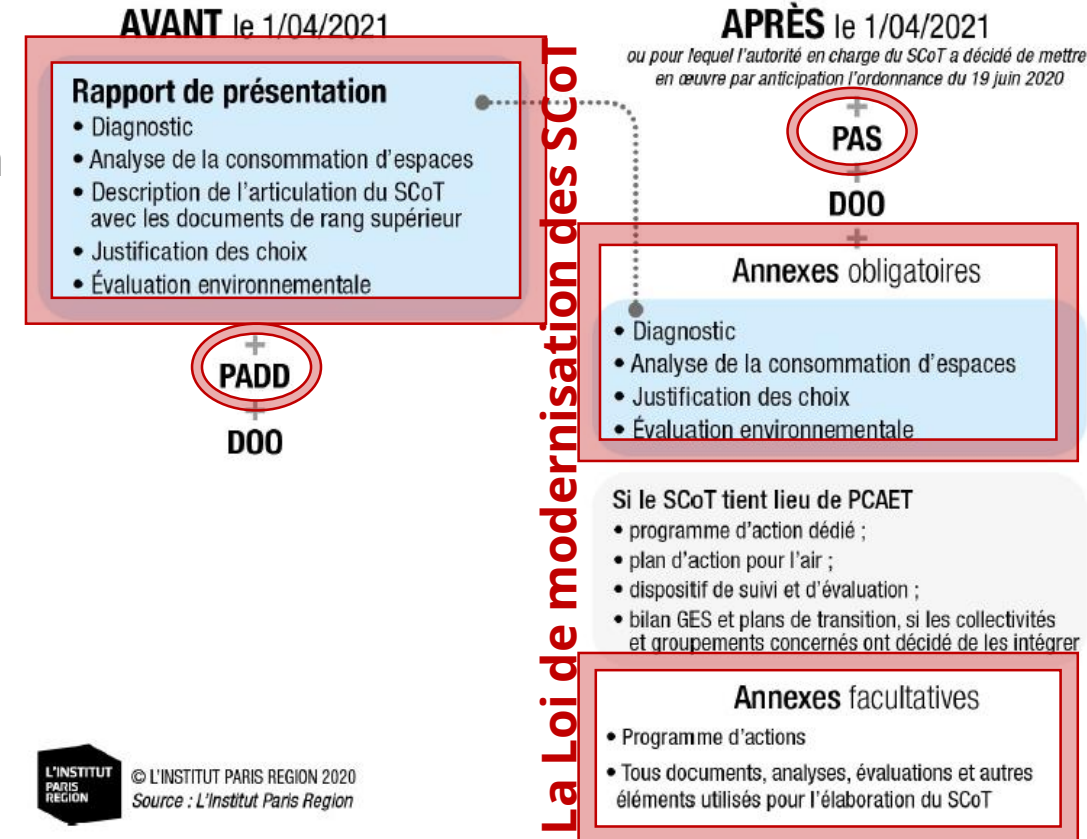 AVANT le 1/04/2021
Rapport de présentation
• Diagnostic
• Analyse de la consommation d'espaces
• Description de l'articulation du SCoT
avec les documents de rang supérieur
• Justification des choix
• Évaluation environnementale
+
PADD
+
DOO
La Loi de modernisation des SCoT
APRÈS le 1/04/2021
ou pour lequel l'autorité en charge du SCoT a décidé de mettre
en œuvre par anticipation l'ordonnance du 19 juin 2020
+
PAS
+
DOO
+
Annexes obligatoires
• Diagnostic
• Analyse de la consommation d'espaces
• Justification des choix
• Évaluation environnementale
Si le SCoT tient lieu de PCAET
• programme d'action dédié ;
• plan d'action pour l'air ;
• dispositif de suivi et d'évaluation ;
• bilan GES et plans de transition, si les collectivités
et groupements concernés ont décidé de les intégrer
Annexes facultatives
• Programme d'actions
• Tous documents, analyses, évaluations et autres
éléments utilisés pour l'élaboration du SCoT
L'INSTITUT
PARIS
REGION
© L'INSTITUT PARIS REGION 2020
Source : L'Institut Paris Region